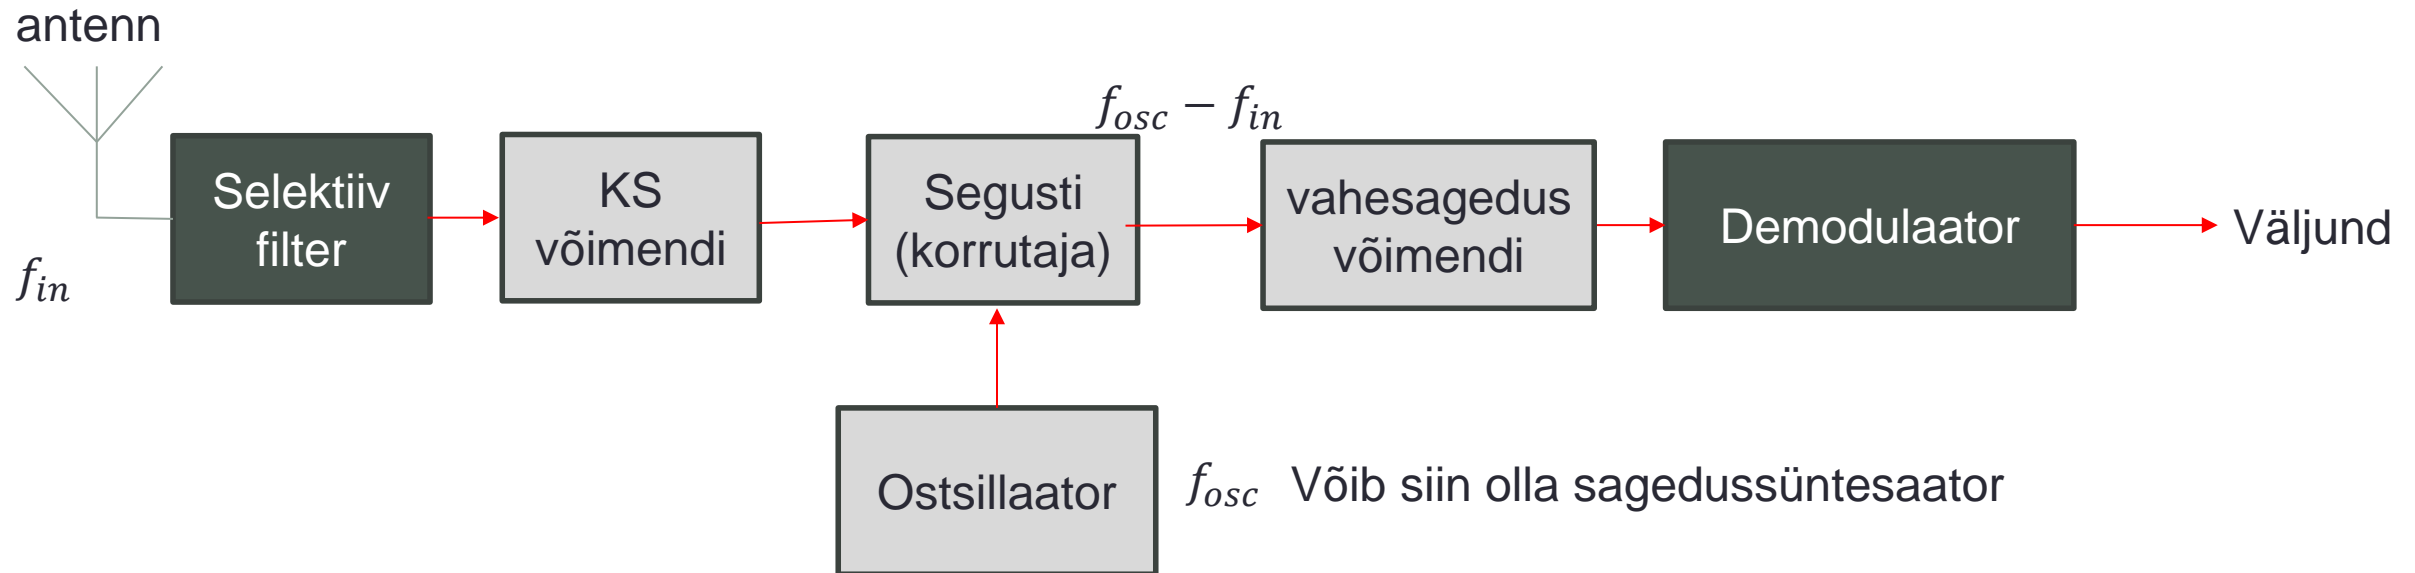 antenn
f_in
Selektiiv
filter
KS
võimendi
Segusti
(korrutaja)
f_osc − f_in
vahesagedus
võimendi
Demodulaator
Väljund
Ostsillaator
f_osc Võib siin olla sagedussüntesaator